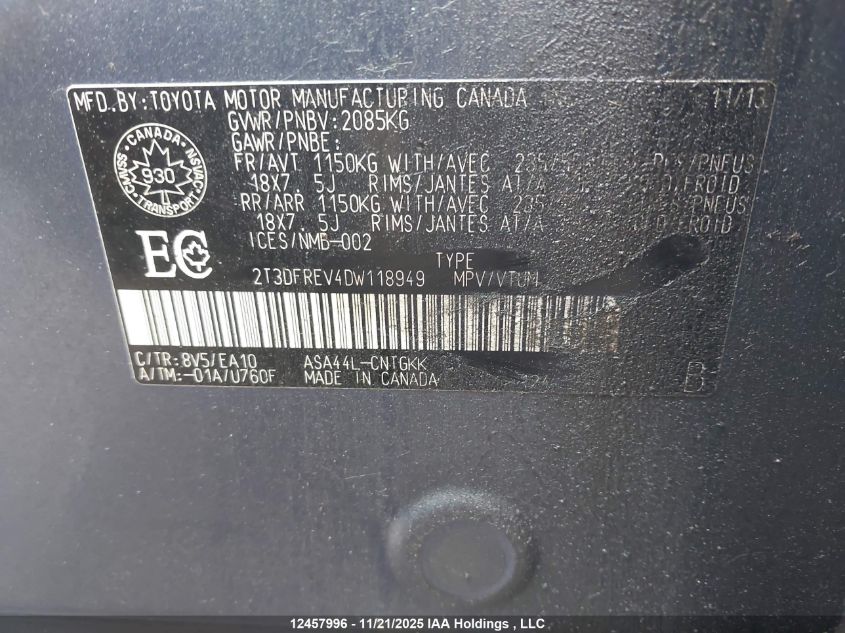 MFD.BY:TOYOTA MOTOR MANUFACTURING CANADA 11/13
GVWR/PNBV:2085KG
GAWR/PNBE:
FR/AVT 1150KG WITH/AVEC
18X7. 5J RIMS/JANTES AT/A
RR/ARR 1150KG WITH/AVEC
18X7. 5J RIMS/JANTES AT/A
ICES/NMB-002
CANADA
CMVSS 930 NSVAC
TRANSPORT
EC
TYPE
2T3DFREV4DW118949 MPV/VTUM
C/TR:8V5/EA10 ASA44L-CNTGKK
A/TM:-01A/U760F MADE IN CANADA B
12457996 - 11/21/2025 IAA Holdings, LLC